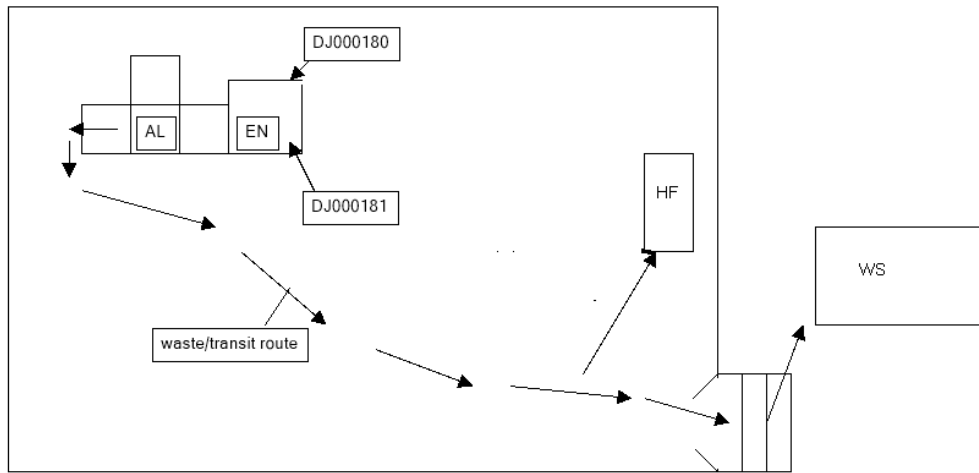 DJ000180
AL
EN
DJ000181
HF
WS
waste/transit route